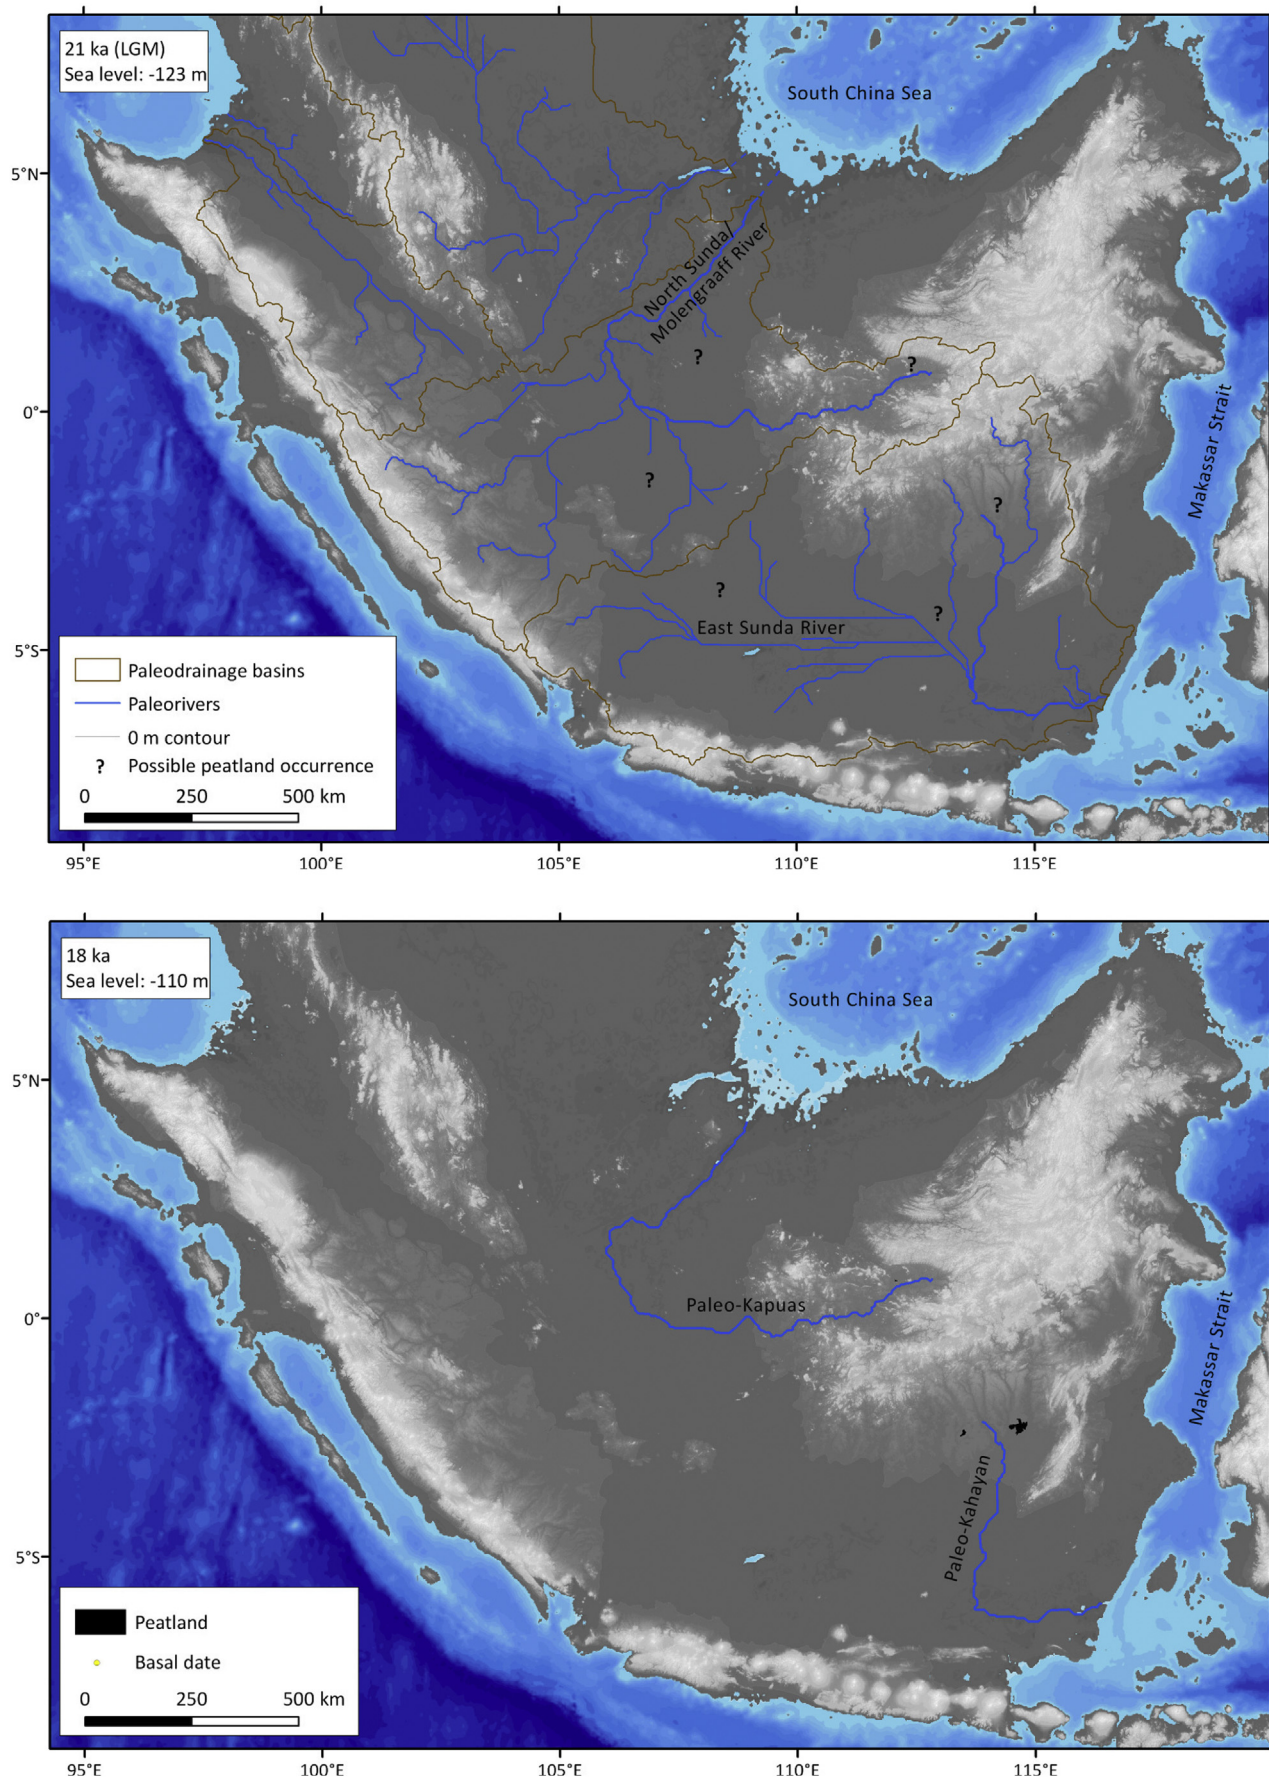 21 ka (LGM)
Sea level: -123 m
South China Sea
5°N
North Sunda/
Molengraaff River
?
?
0°
Makassar Strait
?
?
?
?
East Sunda River
5°S
Paleodrainage basins
Paleorivers
0 m contour
? Possible peatland occurrence
0 250 500 km
95°E 100°E 105°E 110°E 115°E
18 ka
Sea level: -110 m
South China Sea
5°N
Paleo-Kapuas
0°
Makassar Strait
Paleo-Kahayan
5°S
Peatland
Basal date
0 250 500 km
95°E 100°E 105°E 110°E 115°E